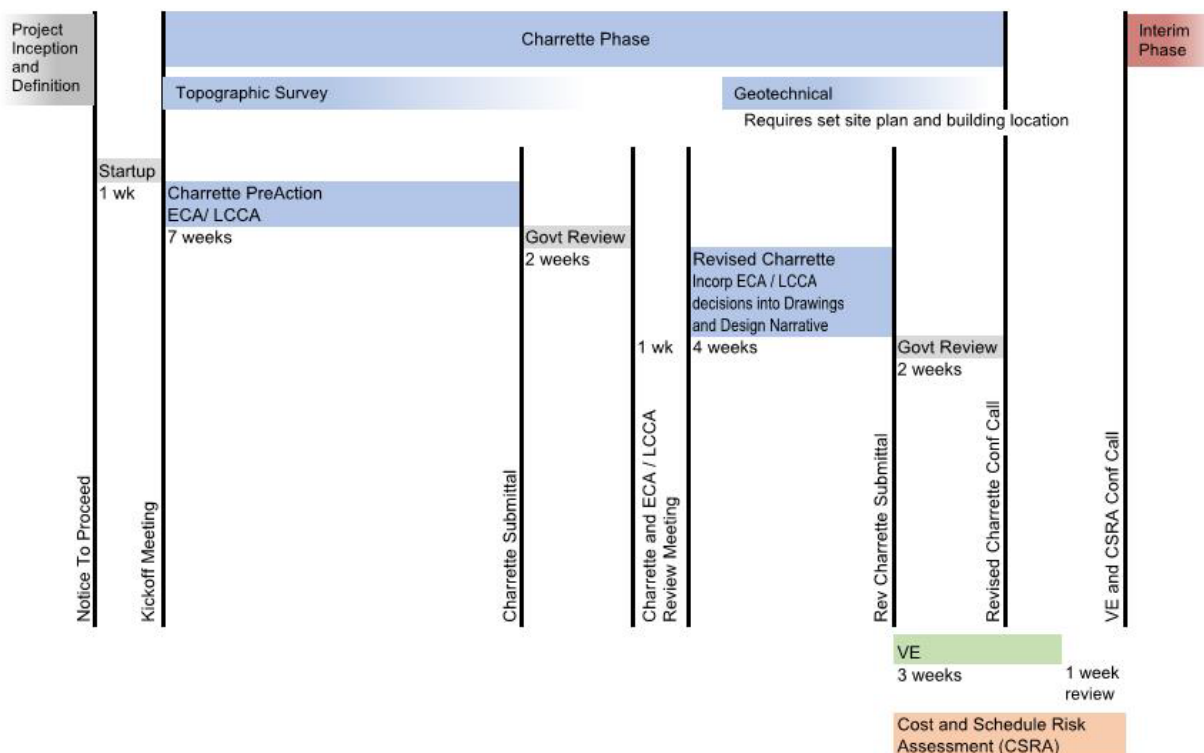 Project
Inception
and
Definition
Charrette Phase
Interim
Phase
Topographic Survey
Geotechnical
Requires set site plan and building location
Startup
1 wk
Charrette PreAction
ECA/ LCCA
7 weeks
Govt Review
2 weeks
Revised Charrette
Incorp ECA / LCCA
decisions into Drawings
and Design Narrative
1 wk
4 weeks
Govt Review
2 weeks
Notice To Proceed
Kickoff Meeting
Charrette Submittal
Charrette and ECA / LCCA
Review Meeting
Rev Charrette Submittal
Revised Charrette Conf Call
VE and CSRA Conf Call
VE
3 weeks
1 week
review
Cost and Schedule Risk
Assessment (CSRA)